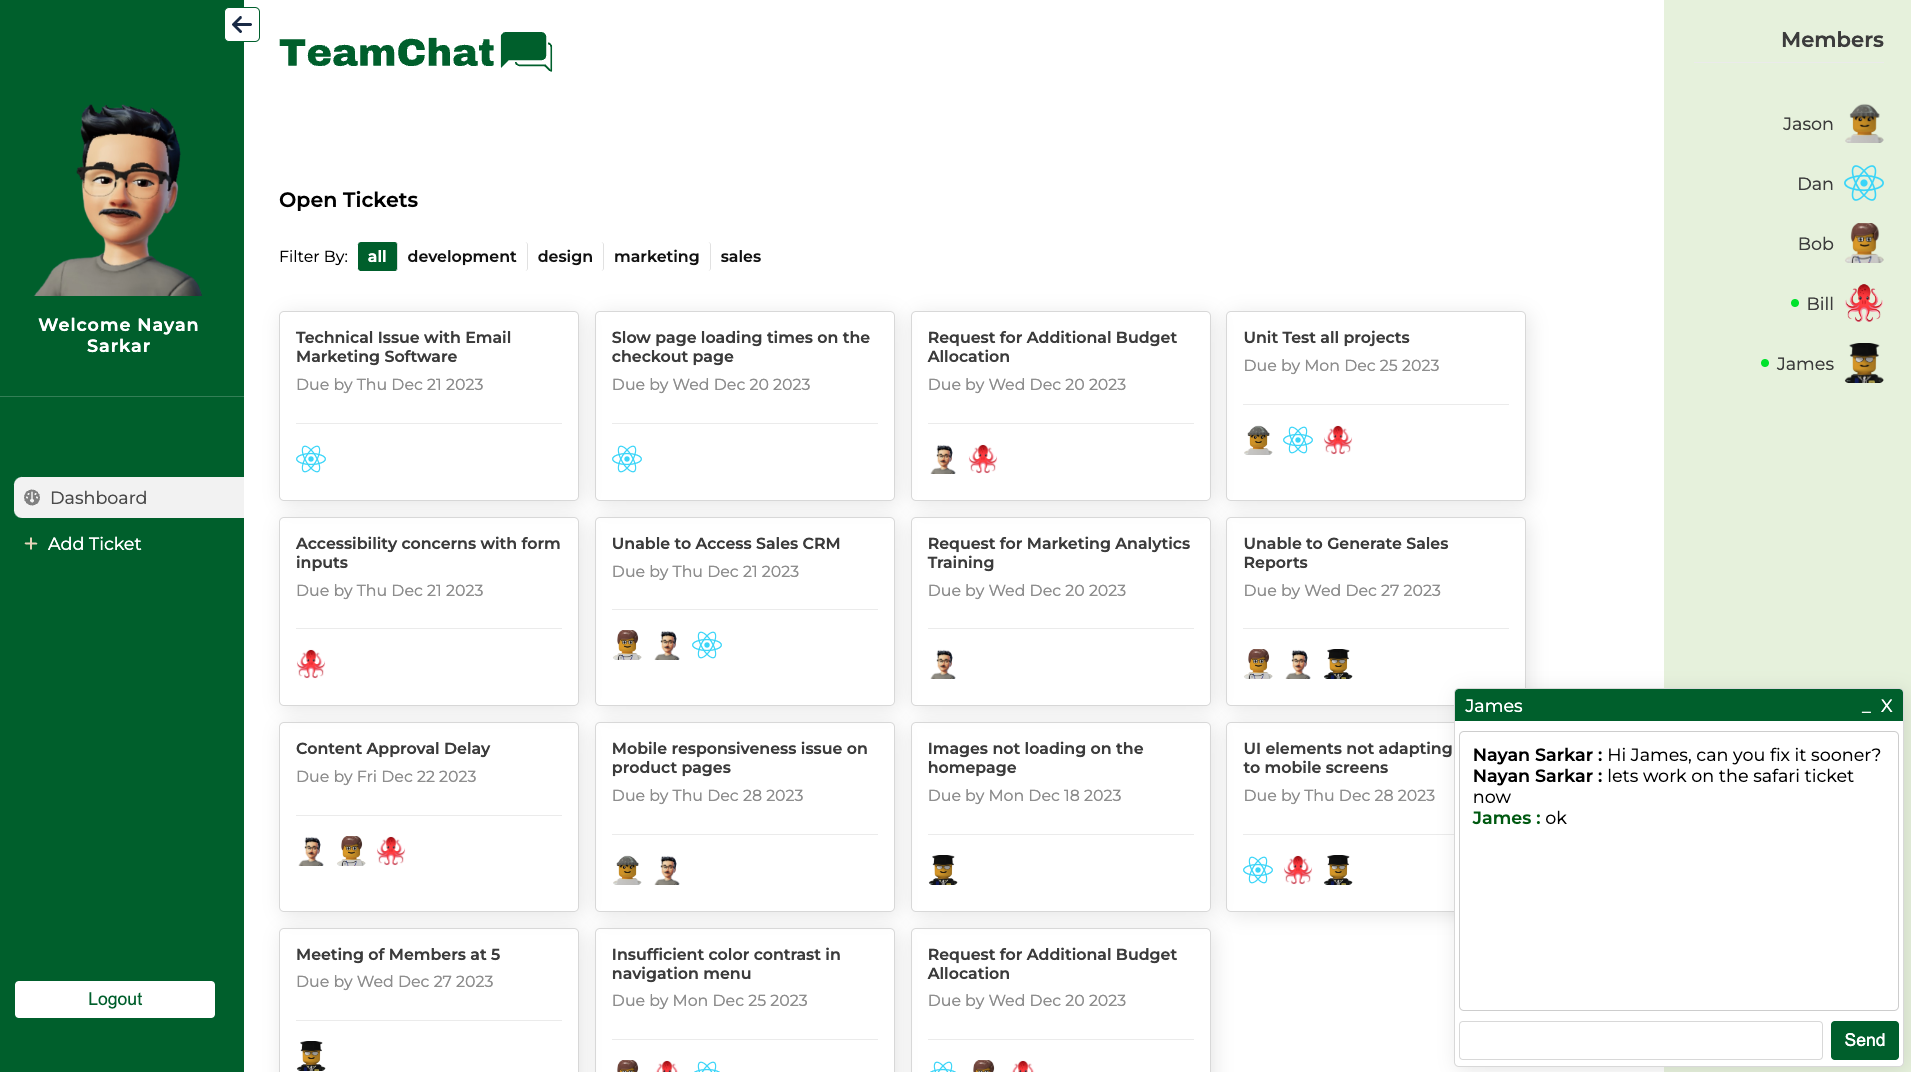 TeamChat
Welcome Nayan
Sarkar
Dashboard
+ Add Ticket
Logout
Open Tickets
Filter By: all development design marketing sales
Technical Issue with Email
Marketing Software
Due by Thu Dec 21 2023
Slow page loading times on the
checkout page
Due by Wed Dec 20 2023
Request for Additional Budget
Allocation
Due by Wed Dec 20 2023
Unit Test all projects
Due by Mon Dec 25 2023
Accessibility concerns with form
inputs
Due by Thu Dec 21 2023
Unable to Access Sales CRM
Due by Thu Dec 21 2023
Request for Marketing Analytics
Training
Due by Wed Dec 20 2023
Unable to Generate Sales
Reports
Due by Wed Dec 27 2023
Content Approval Delay
Due by Fri Dec 22 2023
Mobile responsiveness issue on
product pages
Due by Thu Dec 28 2023
Images not loading on the
homepage
Due by Mon Dec 18 2023
UI elements not adapting
to mobile screens
Due by Thu Dec 28 2023
Meeting of Members at 5
Due by Wed Dec 27 2023
Insufficient color contrast in
navigation menu
Due by Mon Dec 25 2023
Request for Additional Budget
Allocation
Due by Wed Dec 20 2023
Members
Jason
Dan
Bob
Bill
James
James _ X
Nayan Sarkar : Hi James, can you fix it sooner?
Nayan Sarkar : lets work on the safari ticket
now
James : ok
Send